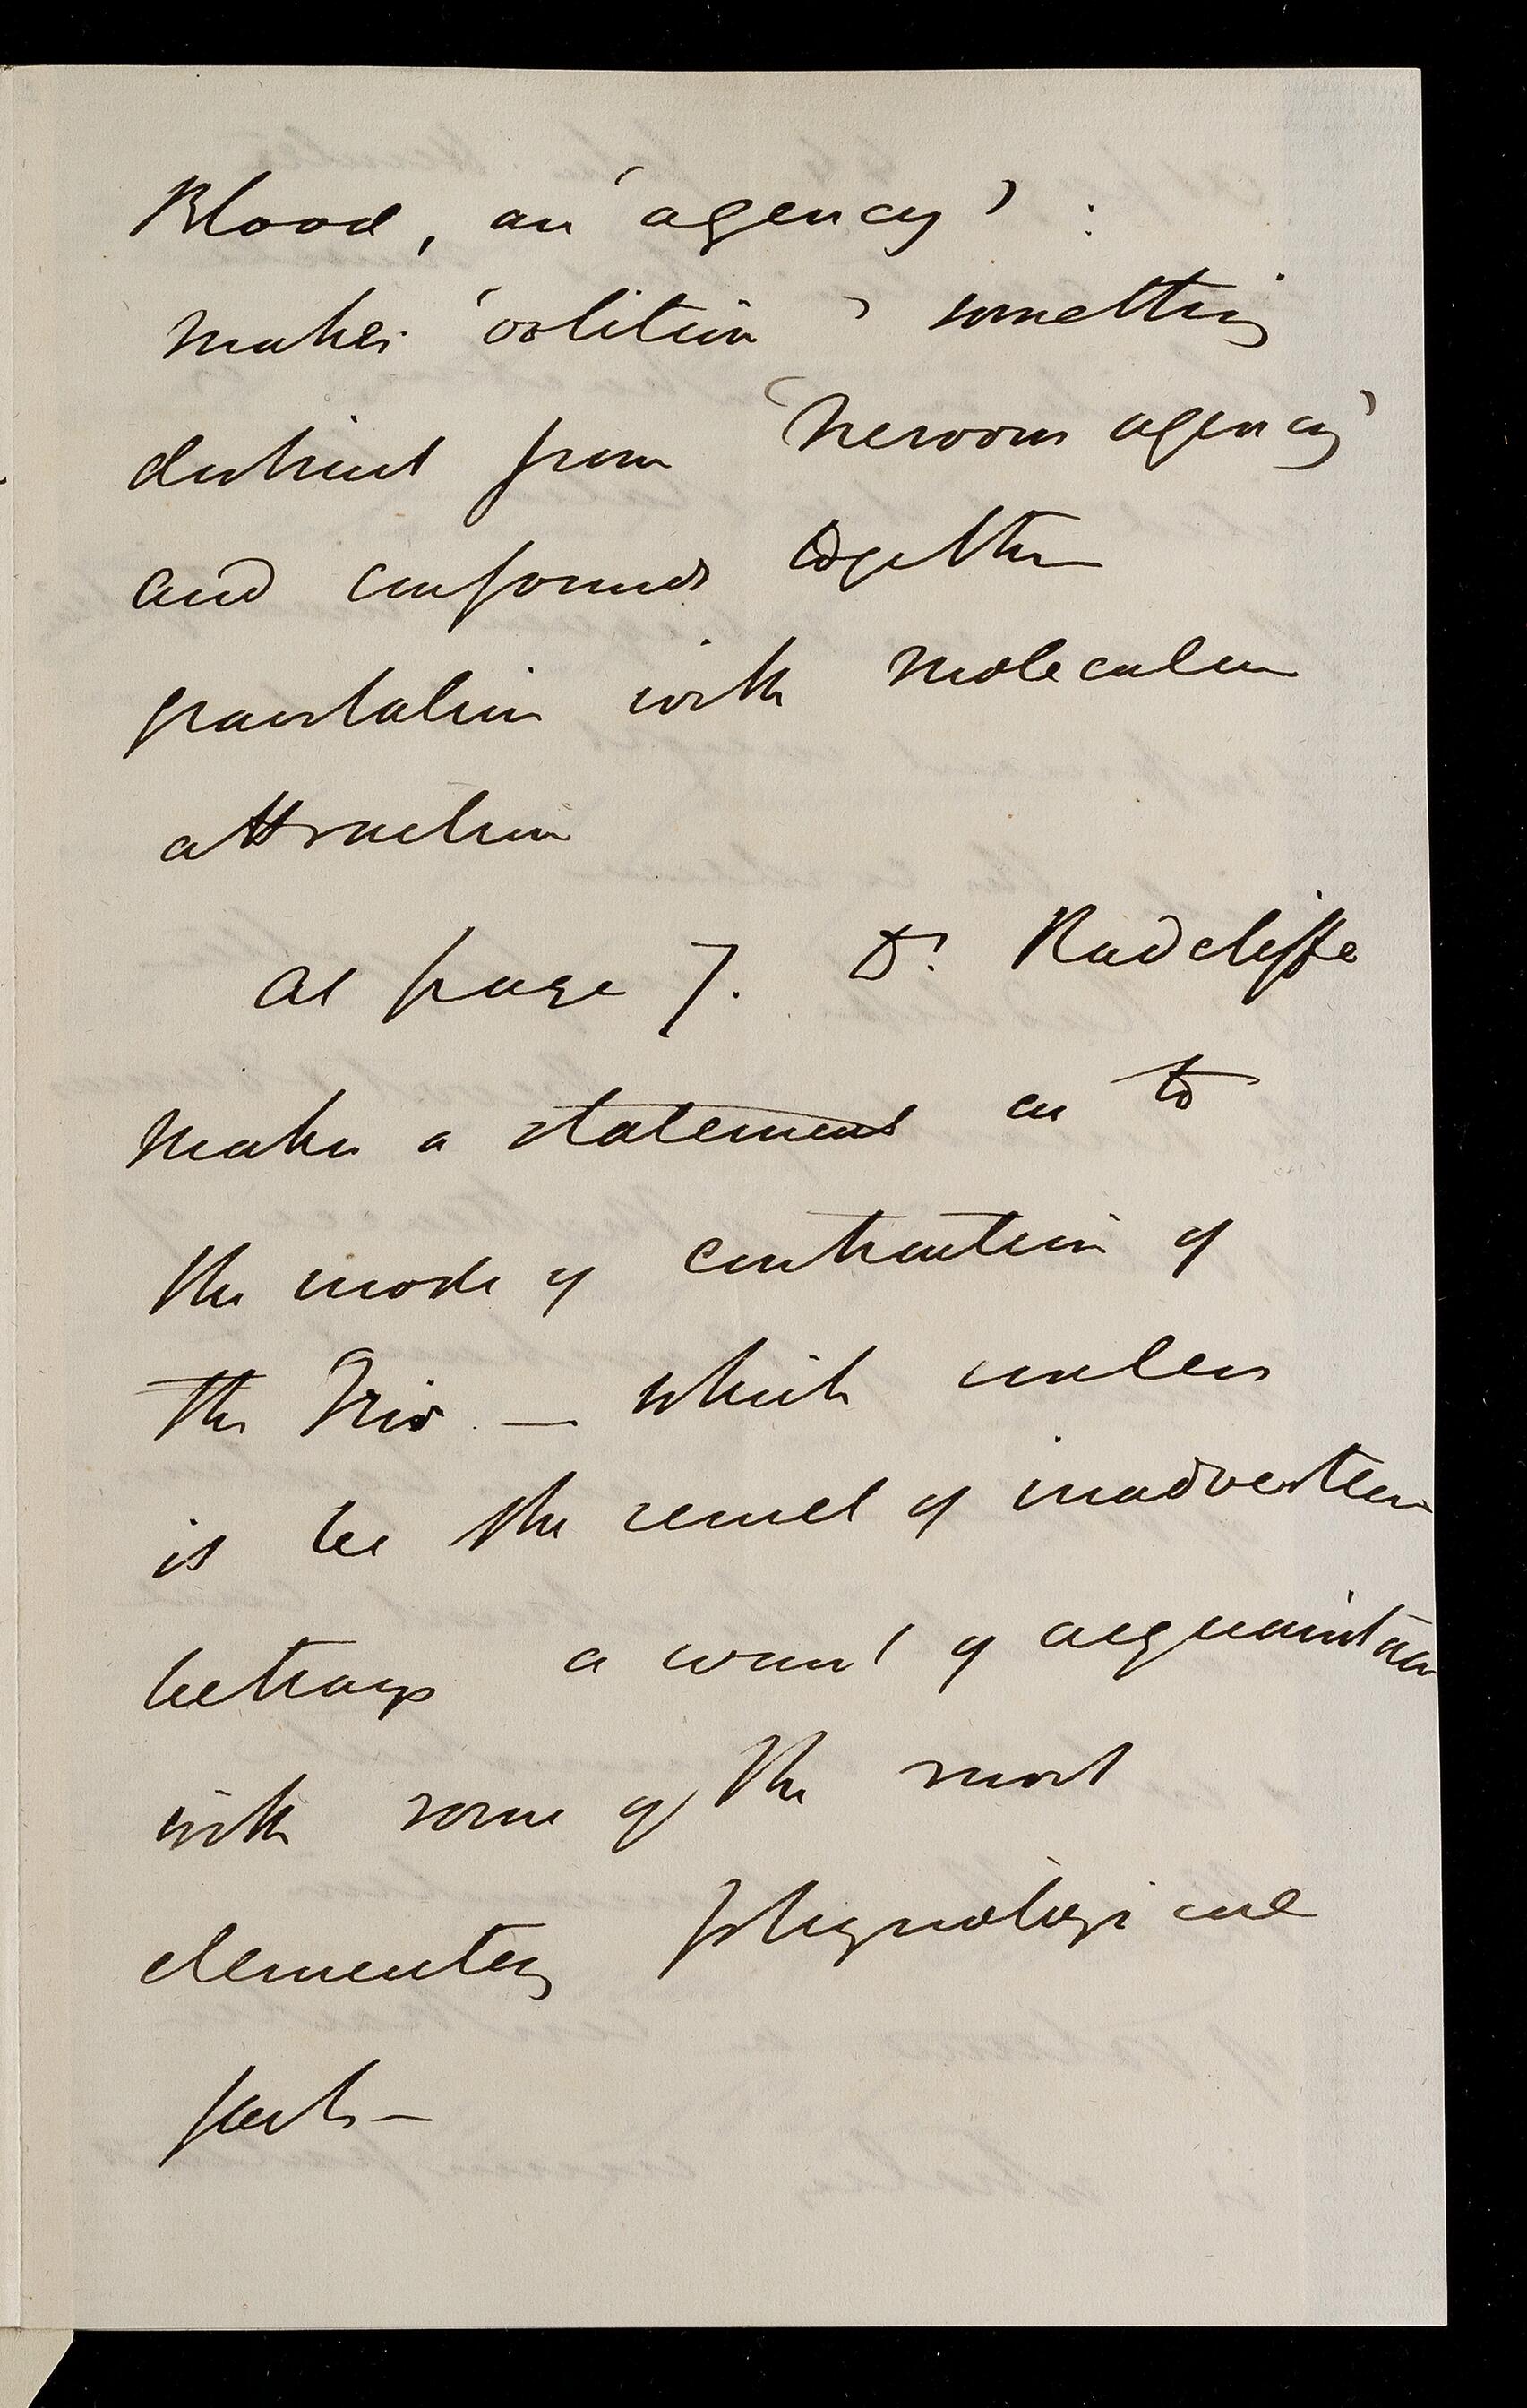 Blood, an 'agency' :
makes 'volition' something
distinct from 'nervous agency'
and confounds together
gravitation with molecular
attraction
At page 7. Dr. Radcliffe
makes a statement as to
the mode of contraction of
the Iris — which unless
it be the result of inadvertence
betrays a want of acquaintance
with some of the most
elementary physiological
facts —